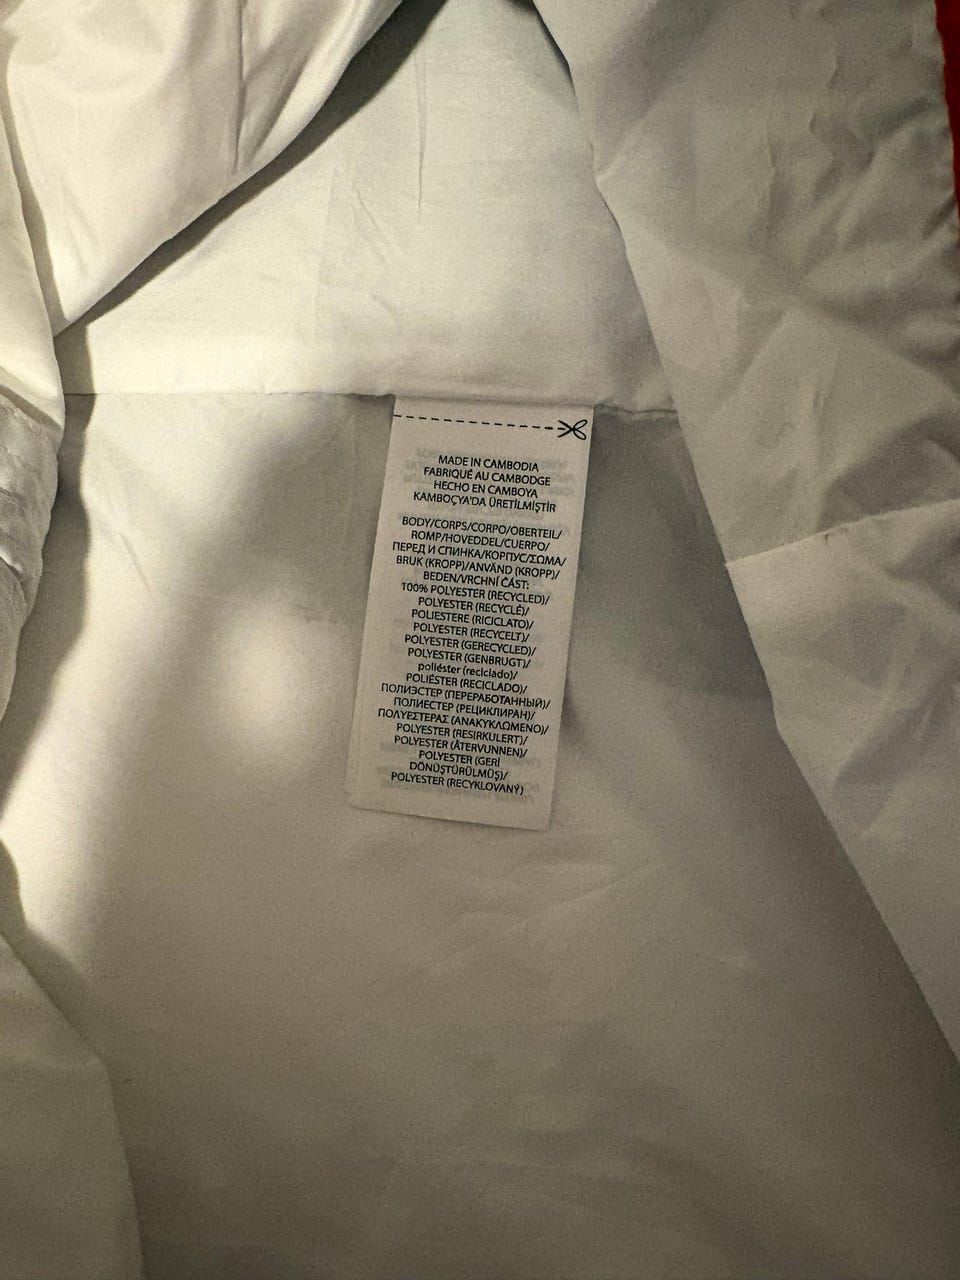 MADE IN CAMBODIA
FABRIQUÉ AU CAMBODGE
HECHO EN CAMBOYA
KAMBOÇYA'DA ÜRETİLMİŞTİR
BODY/CORPS/CORPO/OBERTEIL/
ROMP/HOVEDDEL/CUERPO/
ПЕРЕД И СПИНКА/КОРПУС/ΣΩΜΑ/
BRUK (KROPP)/ANVÄND (KROPP)/
BEDEN/VRCHNÍ ČÁST:
100% POLYESTER (RECYCLED)/
POLYESTER (RECYCLÉ)/
POLIESTERE (RICICLATO)/
POLYESTER (RECYCELT)/
POLYESTER (GERECYCLED)/
POLYESTER (GENBRUGT)/
poliéster (reciclado)/
POLIÉSTER (RECICLADO)/
ПОЛИЭСТЕР (ПЕРЕРАБОТАННЫЙ)/
ПОЛИЕСТЕР (РЕЦИКЛИРАН)/
ΠΟΛΥΕΣΤΕΡΑΣ (ΑΝΑΚΥΚΛΩΜΕΝΟ)/
POLYESTER (RESIRKULERT)/
POLYESTER (ÅTERVUNNEN)/
POLYESTER (GERİ
DÖNÜŞTÜRÜLMÜŞ)/
POLYESTER (RECYKLOVANÝ)